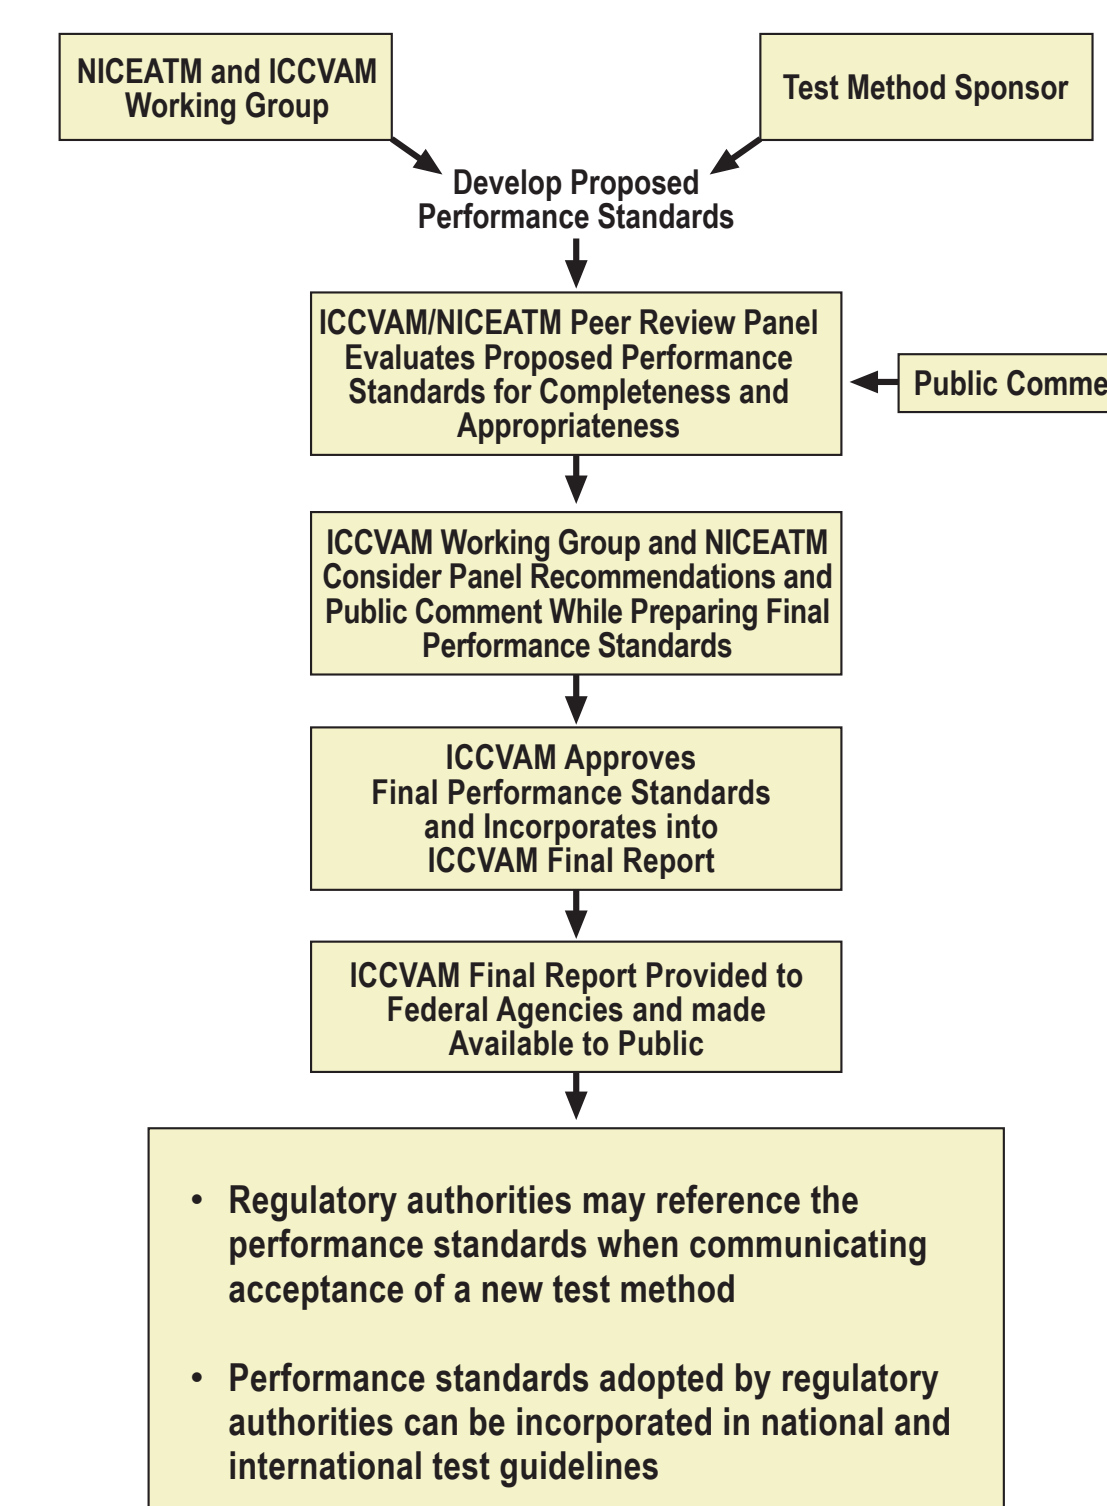 NICEATM and ICCVAM
Working Group
Test Method Sponsor
Develop Proposed
Performance Standards
ICCVAM/NICEATM Peer Review Panel
Evaluates Proposed Performance
Standards for Completeness and
Appropriateness
Public
ICCVAM Working Group and NICEATM
Consider Panel Recommendations and
Public Comment While Preparing Final
Performance Standards
ICCVAM Approves
Final Performance Standards
and Incorporates into
ICCVAM Final Report
ICCVAM Final Report Provided to
Federal Agencies and made
Available to Public
• Regulatory authorities may reference the
performance standards when communicating
acceptance of a new test method
• Performance standards adopted by regulatory
authorities can be incorporated in national and
international test guidelines